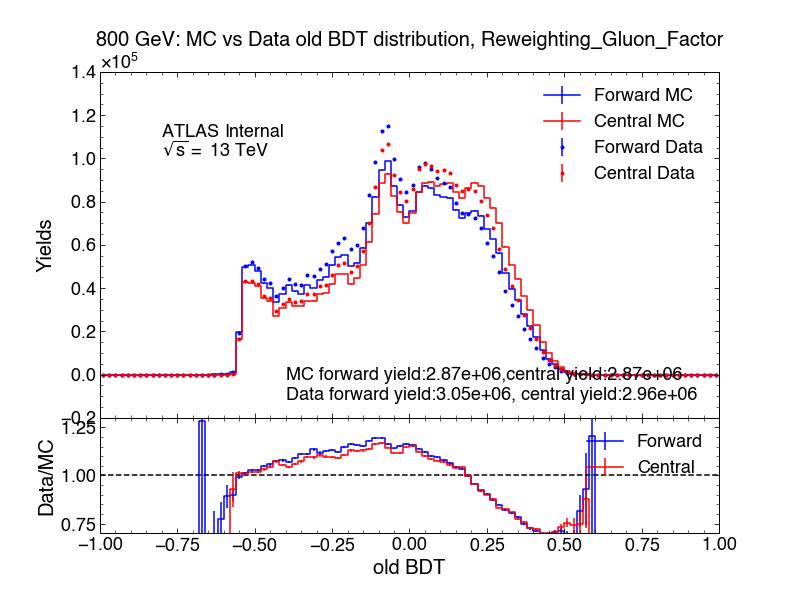 800 GeV: MC vs Data old BDT distribution, Reweighting_Gluon_Factor
×10⁵
1.4
1.2
1.0
0.8
0.6
0.4
0.2
0.0
−0.2
Yields
ATLAS Internal
√s = 13 TeV
Forward MC
Central MC
Forward Data
Central Data
MC forward yield:2.87e+06,central yield:2.87e+06
Data forward yield:3.05e+06, central yield:2.96e+06
1.25
1.00
0.75
Data/MC
Forward
Central
−1.00 −0.75 −0.50 −0.25 0.00 0.25 0.50 0.75 1.00
old BDT